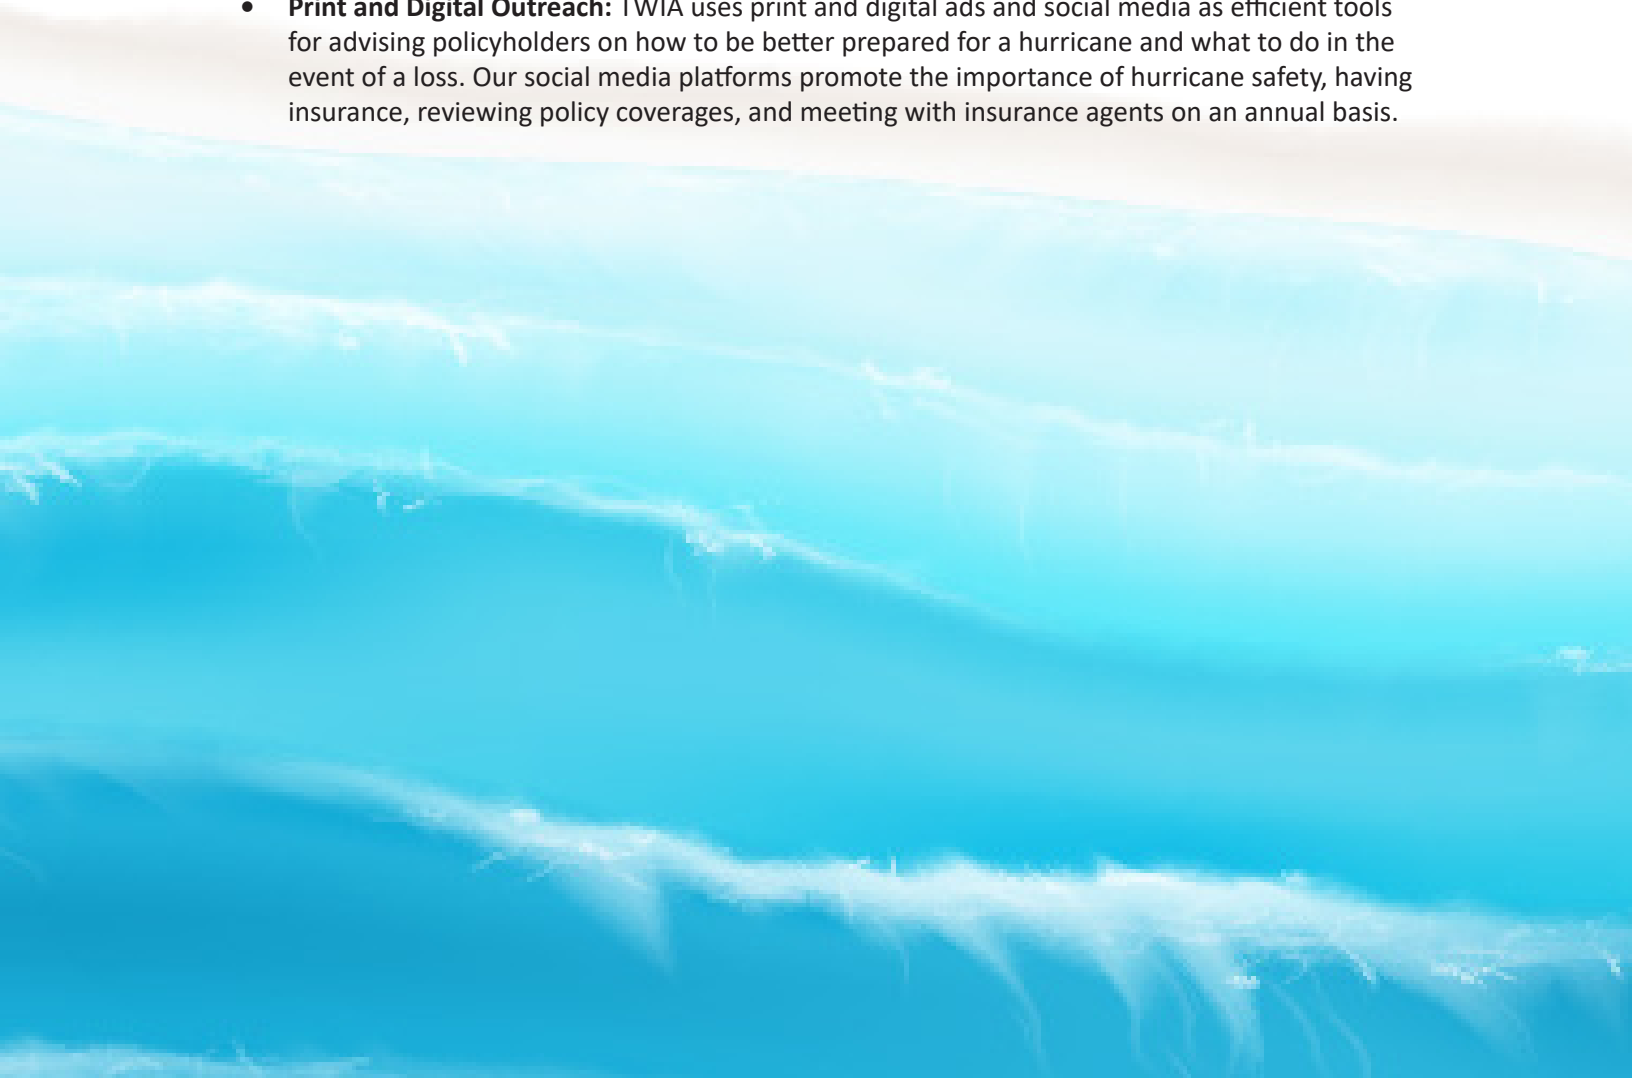 • Print and Digital Outreach: TWIA uses print and digital ads and social media as efficient tools
for advising policyholders on how to be better prepared for a hurricane and what to do in the
event of a loss. Our social media platforms promote the importance of hurricane safety, having
insurance, reviewing policy coverages, and meeting with insurance agents on an annual basis.